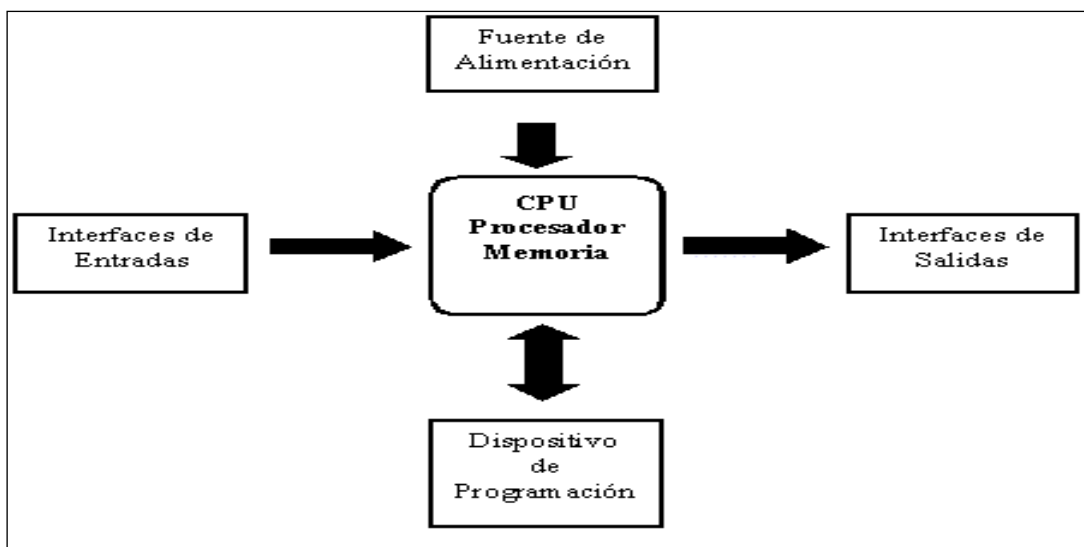 Fuente de
Alimentación
CPU
Procesador
Memoria
Interfaces de
Entradas
Interfaces de
Salidas
Dispositivo
de
Programación